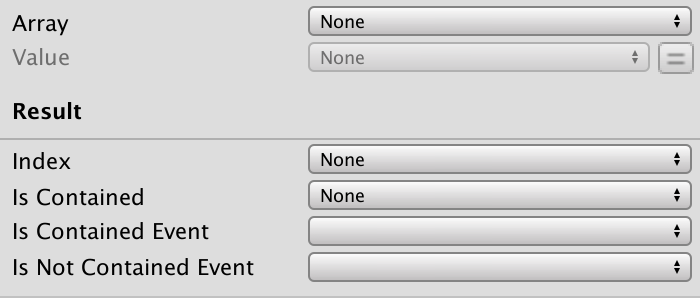 Array None
Value None
Result
Index None
Is Contained None
Is Contained Event
Is Not Contained Event